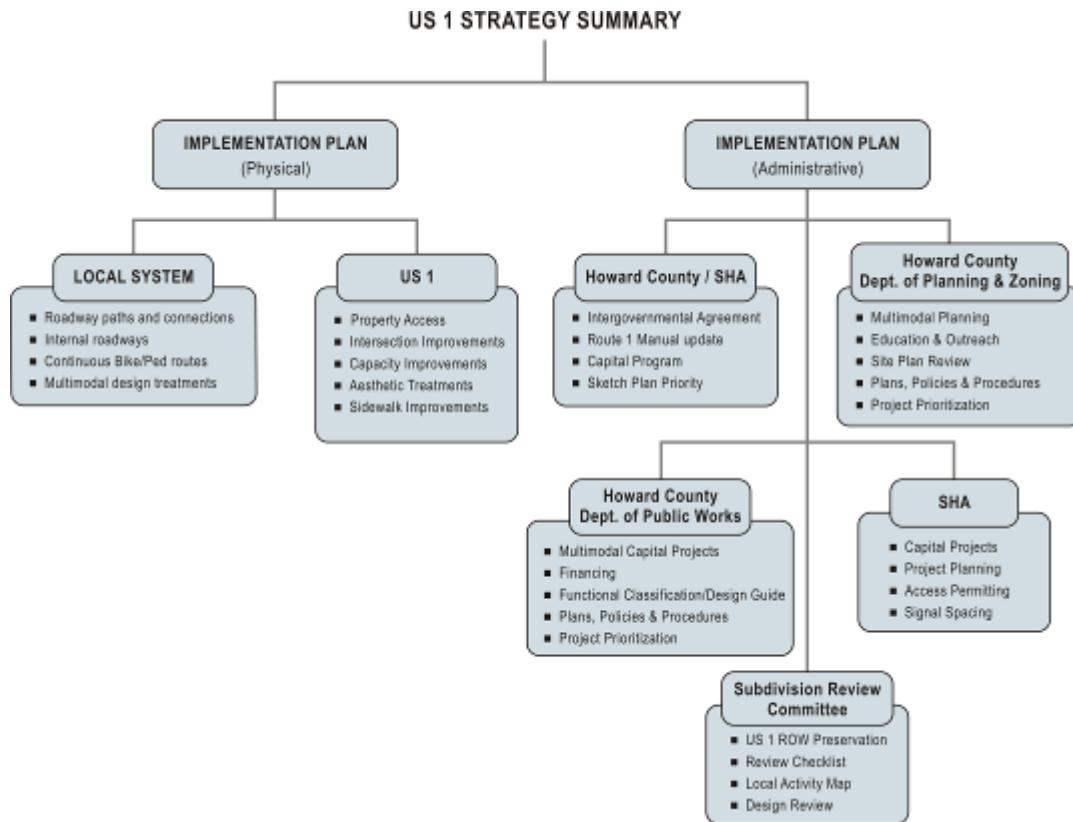 US 1 STRATEGY SUMMARY
IMPLEMENTATION PLAN
(Physical)
IMPLEMENTATION PLAN
(Administrative)
LOCAL SYSTEM
■ Roadway paths and connections
■ Internal roadways
■ Continuous Bike/Ped routes
■ Multimodal design treatments
US 1
■ Property Access
■ Intersection Improvements
■ Capacity Improvements
■ Aesthetic Treatments
■ Sidewalk Improvements
Howard County / SHA
■ Intergovernmental Agreement
■ Route 1 Manual update
■ Capital Program
■ Sketch Plan Priority
Howard County
Dept. of Planning & Zoning
■ Multimodal Planning
■ Education & Outreach
■ Site Plan Review
■ Plans, Policies & Procedures
■ Project Prioritization
Howard County
Dept. of Public Works
■ Multimodal Capital Projects
■ Financing
■ Functional Classification/Design Guide
■ Plans, Policies & Procedures
■ Project Prioritization
SHA
■ Capital Projects
■ Project Planning
■ Access Permitting
■ Signal Spacing
Subdivision Review
Committee
■ US 1 ROW Preservation
■ Review Checklist
■ Local Activity Map
■ Design Review